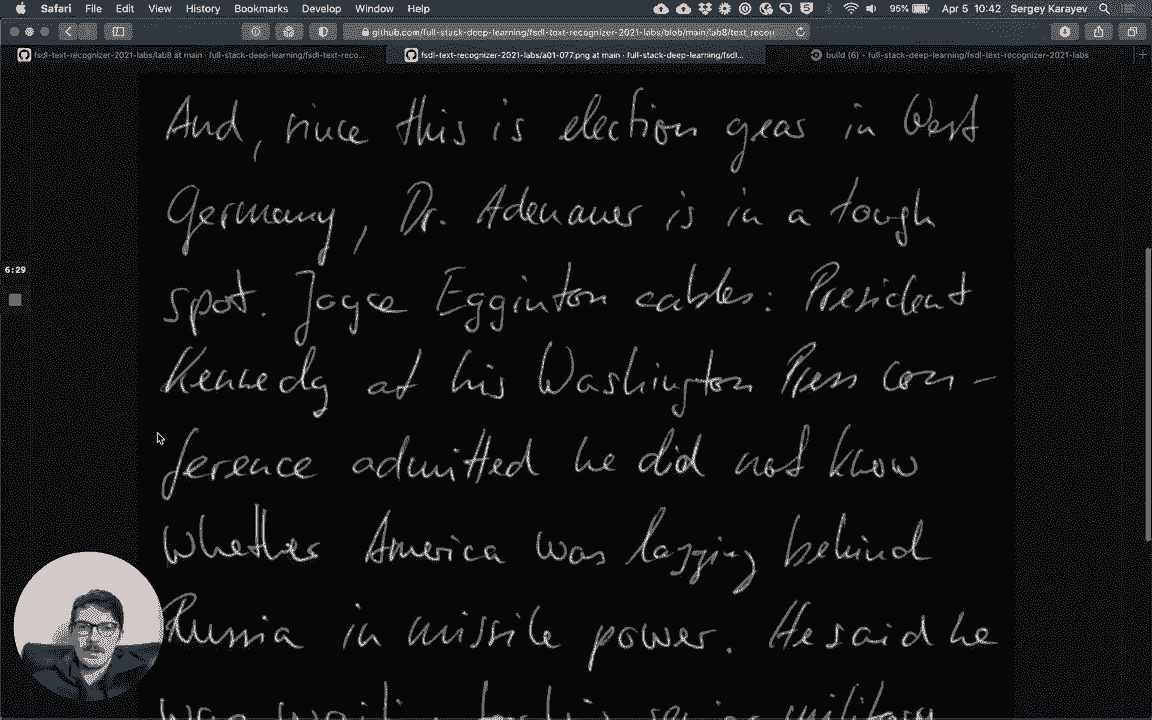 Safari File Edit View History Bookmarks Develop Window Help 95% Apr 5 10:42 Sergey Karayev
github.com/full-stack-deep-learning/fsdl-text-recognizer-2021-labs/blob/main/lab8/text_recogn
fsdl-text-recognizer-2021-labs/lab8 at main · full-stack-deep-learning/fsdl-text-reco... fsdl-text-recognizer-2021-labs/a01-077.png at main · full-stack-deep-learning/fsdl... build (6) · full-stack-deep-learning/fsdl-text-recognizer-2021-labs
And, since this is election year in West
Germany, Dr. Adenauer is in a tough
6:29
spot. Joyce Egginton cables: President
Kennedy at his Washington Press con-
ference admitted he did not know
whether America was lagging behind
Russia in missile power. He said he